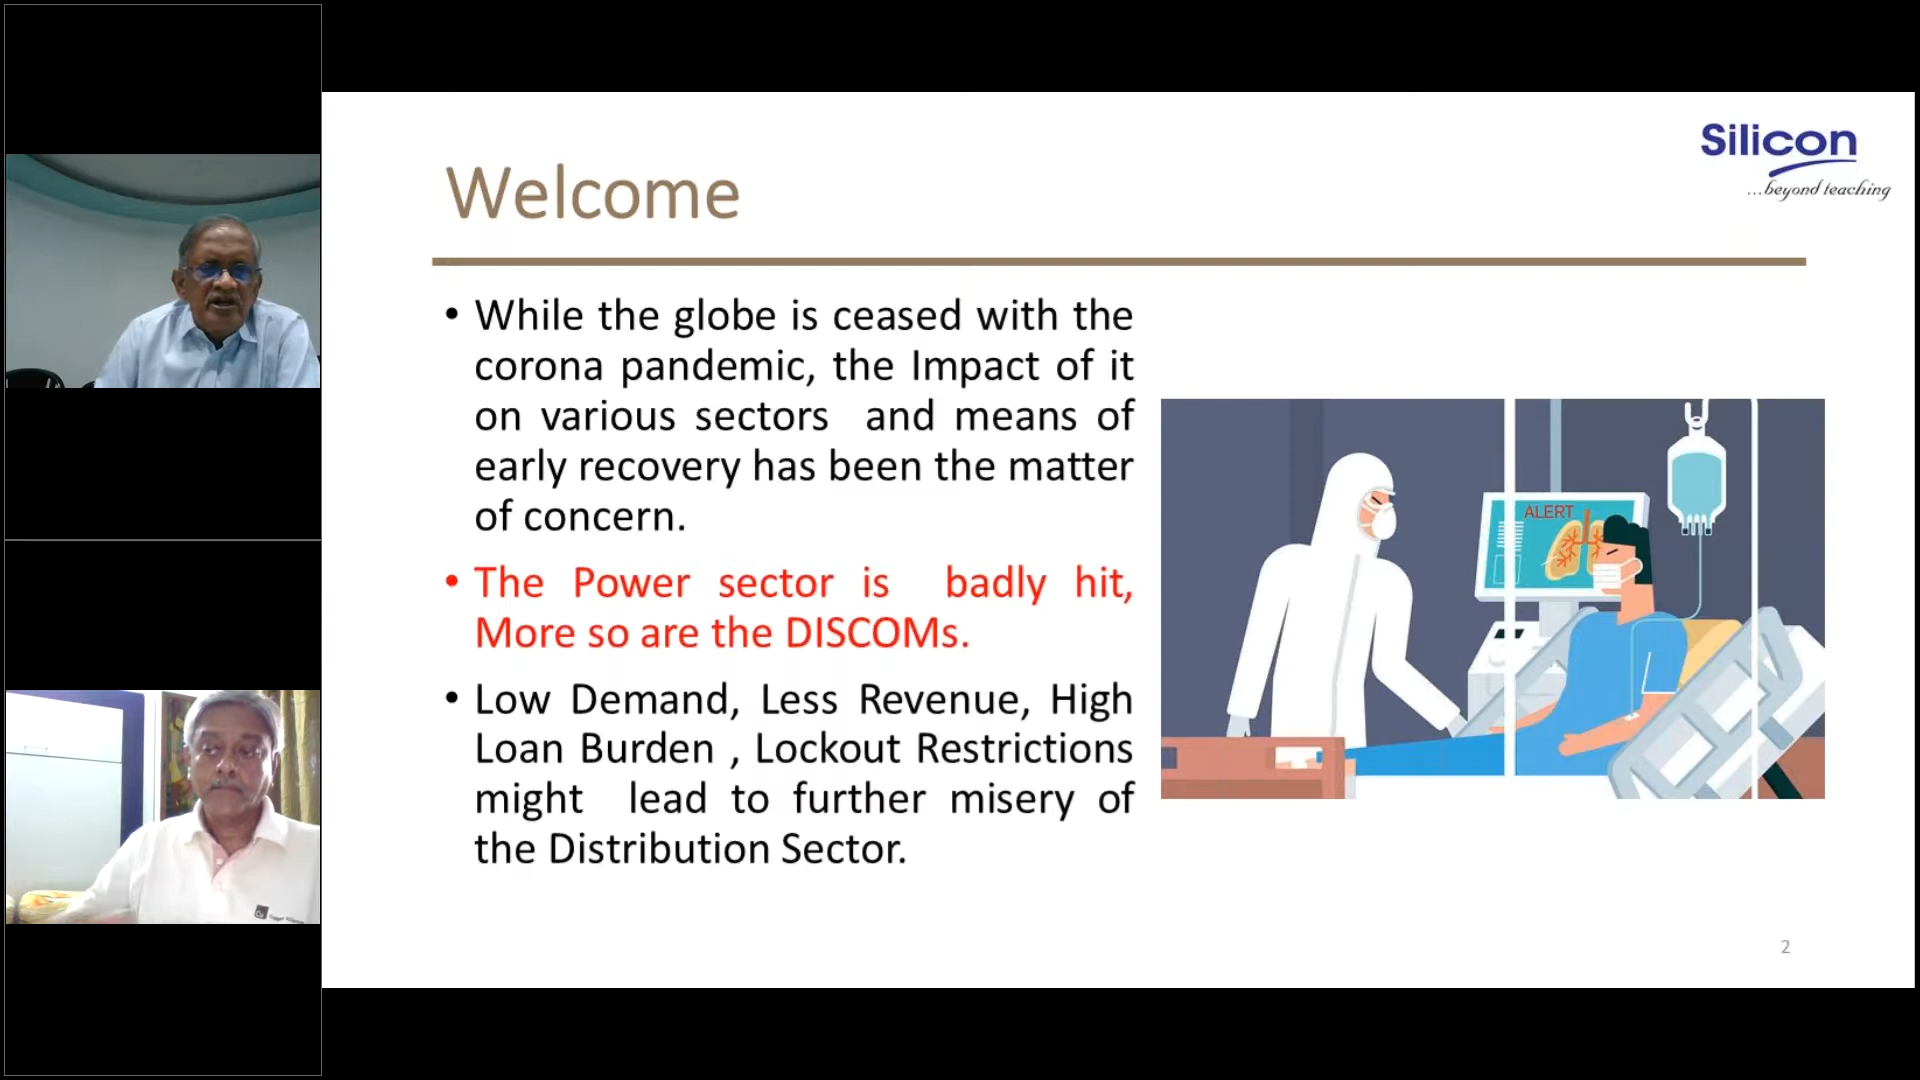 Silicon
...beyond teaching
Welcome
• While the globe is ceased with the
corona pandemic, the Impact of it
on various sectors and means of
early recovery has been the matter
of concern.
• The Power sector is badly hit,
More so are the DISCOMs.
• Low Demand, Less Revenue, High
Loan Burden , Lockout Restrictions
might lead to further misery of
the Distribution Sector.
ALERT
2